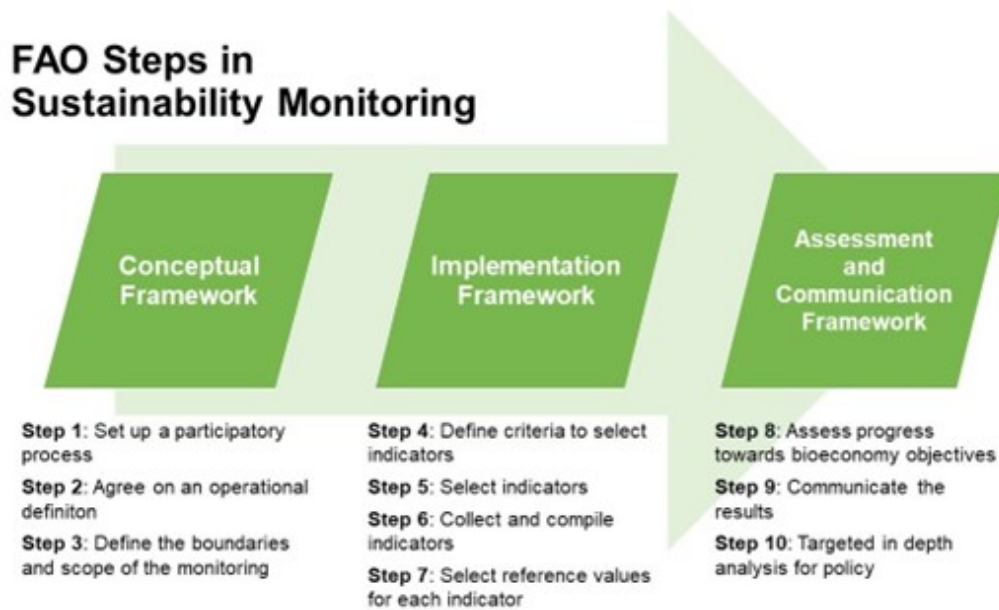 FAO Steps in
Sustainability Monitoring
Conceptual
Framework
Implementation
Framework
Assessment
and
Communication
Framework
Step 1: Set up a participatory
process
Step 2: Agree on an operational
definiton
Step 3: Define the boundaries
and scope of the monitoring
Step 4: Define criteria to select
indicators
Step 5: Select indicators
Step 6: Collect and compile
indicators
Step 7: Select reference values
for each indicator
Step 8: Assess progress
towards bioeconomy objectives
Step 9: Communicate the
results
Step 10: Targeted in depth
analysis for policy